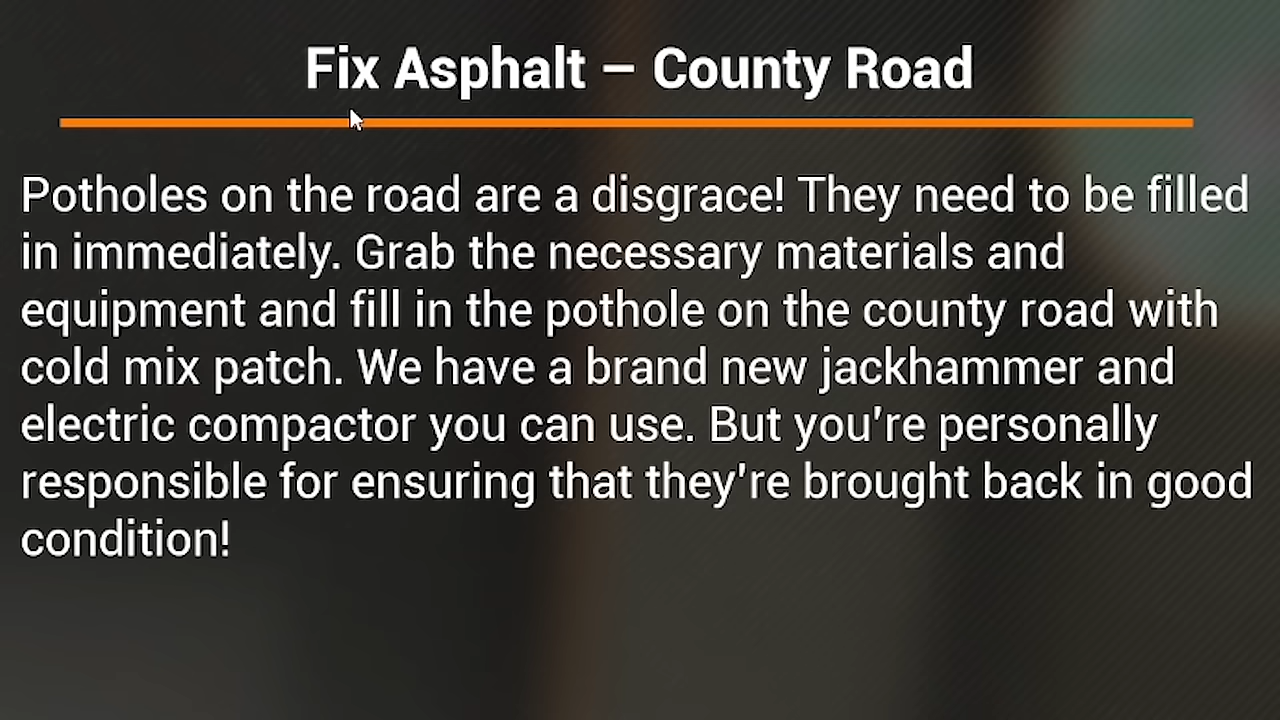 Fix Asphalt – County Road
Potholes on the road are a disgrace! They need to be filled
in immediately. Grab the necessary materials and
equipment and fill in the pothole on the county road with
cold mix patch. We have a brand new jackhammer and
electric compactor you can use. But you're personally
responsible for ensuring that they're brought back in good
condition!